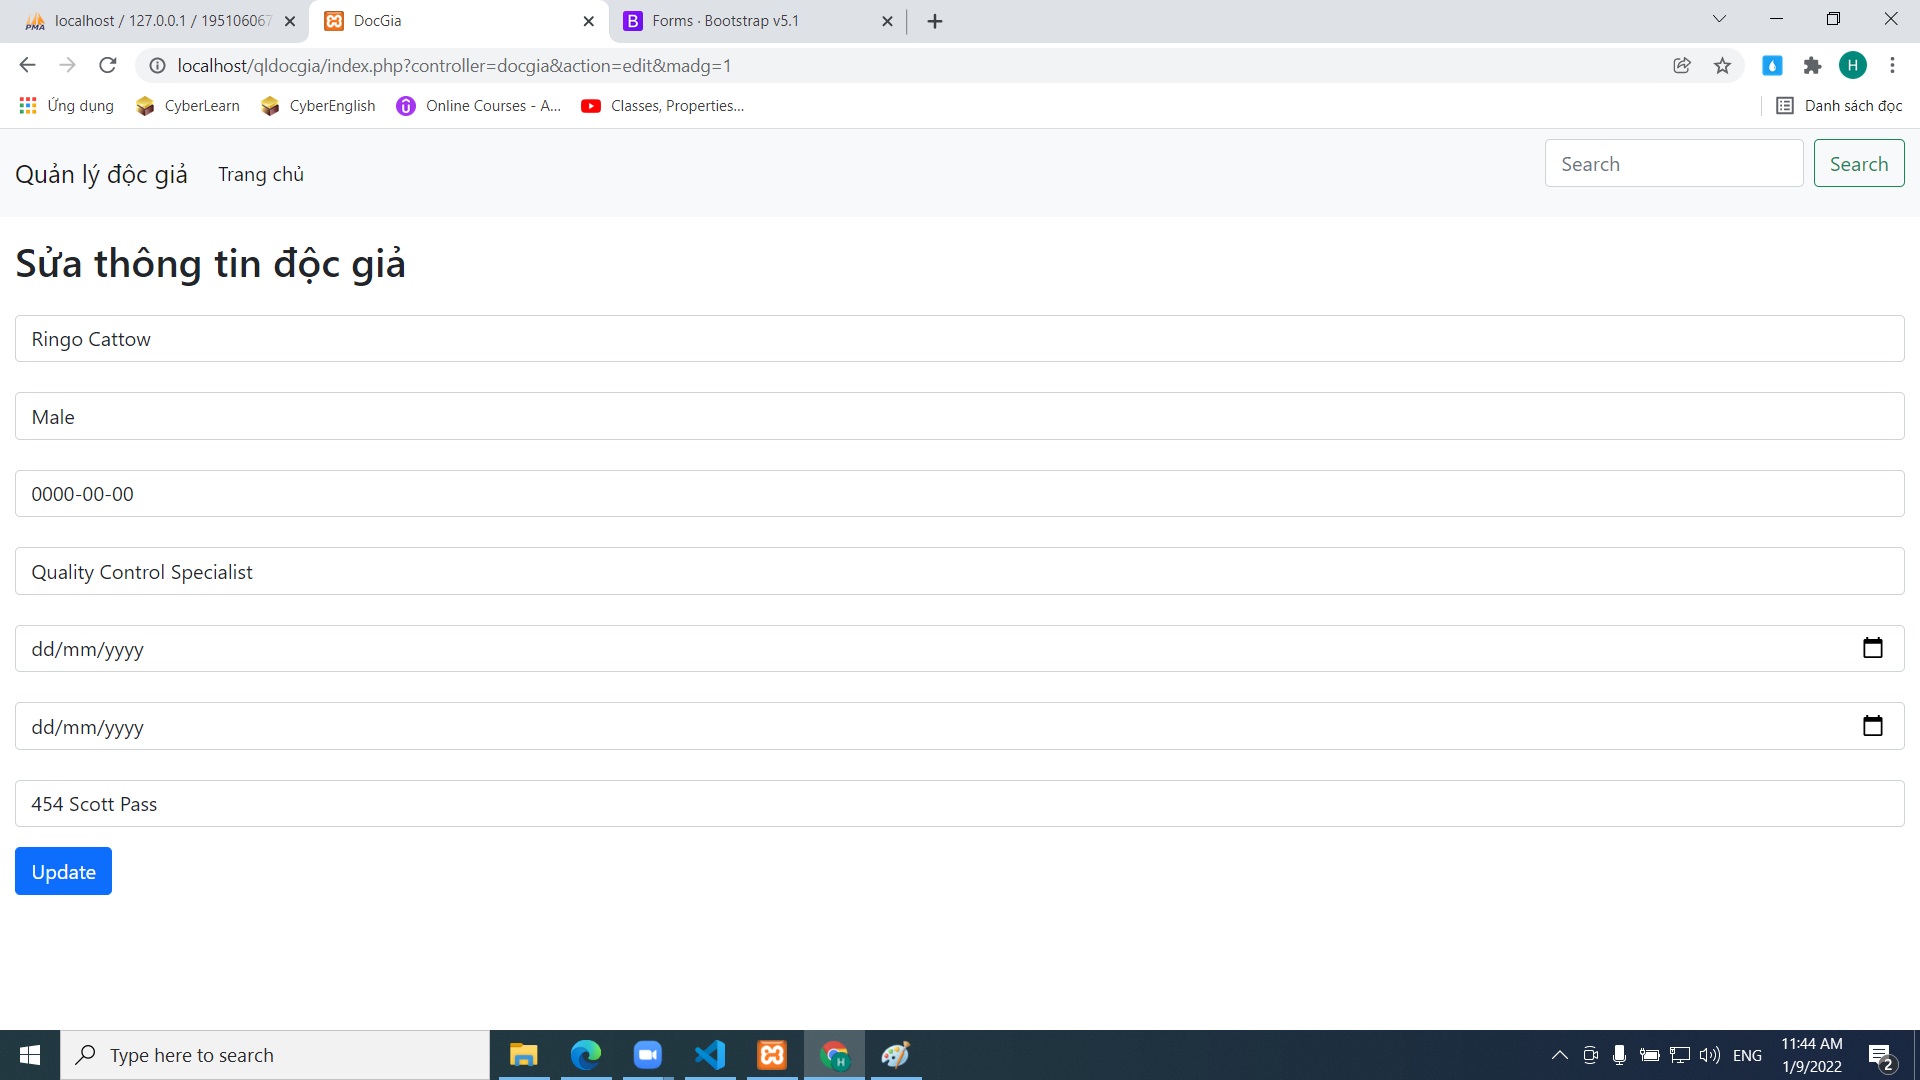 localhost / 127.0.0.1 / 195106067
DocGia
Forms · Bootstrap v5.1
localhost/qldocgia/index.php?controller=docgia&action=edit&madg=1
H
Ứng dụng
CyberLearn
CyberEnglish
Online Courses - A...
Classes, Properties...
Danh sách đọc
Quản lý độc giả
Trang chủ
Search
Search
Sửa thông tin độc giả
Ringo Cattow
Male
0000-00-00
Quality Control Specialist
dd/mm/yyyy
dd/mm/yyyy
454 Scott Pass
Update
Type here to search
ENG
11:44 AM
1/9/2022
2